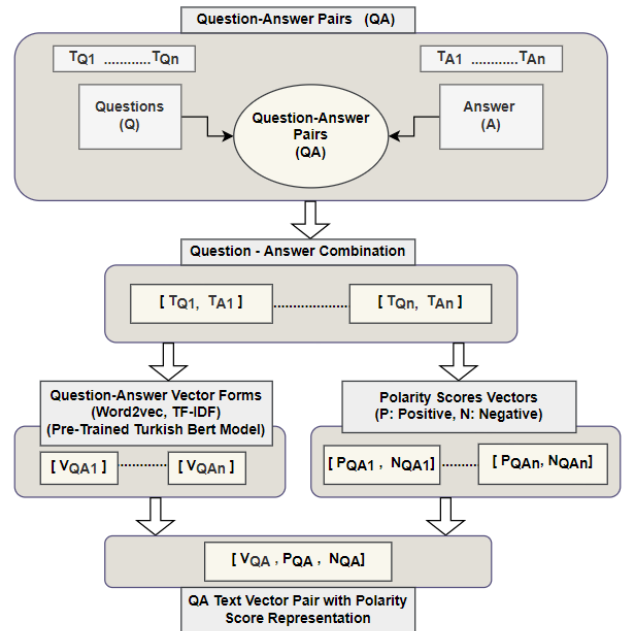 Question-Answer Pairs (QA)
TQ1 ............TQn
TA1 ............TAn
Questions
(Q)
Question-Answer
Pairs
(QA)
Answer
(A)
Question - Answer Combination
[ TQ1, TA1 ]
....................
[ TQn, TAn ]
Question-Answer Vector Forms
(Word2vec, TF-IDF)
(Pre-Trained Turkish Bert Model)
Polarity Scores Vectors
(P: Positive, N: Negative)
[ VQA1 ]
............
[ VQAn ]
[ PQA1 , NQA1]
.........
[ PQAn, NQAn]
[ VQA , PQA , NQA]
QA Text Vector Pair with Polarity
Score Representation